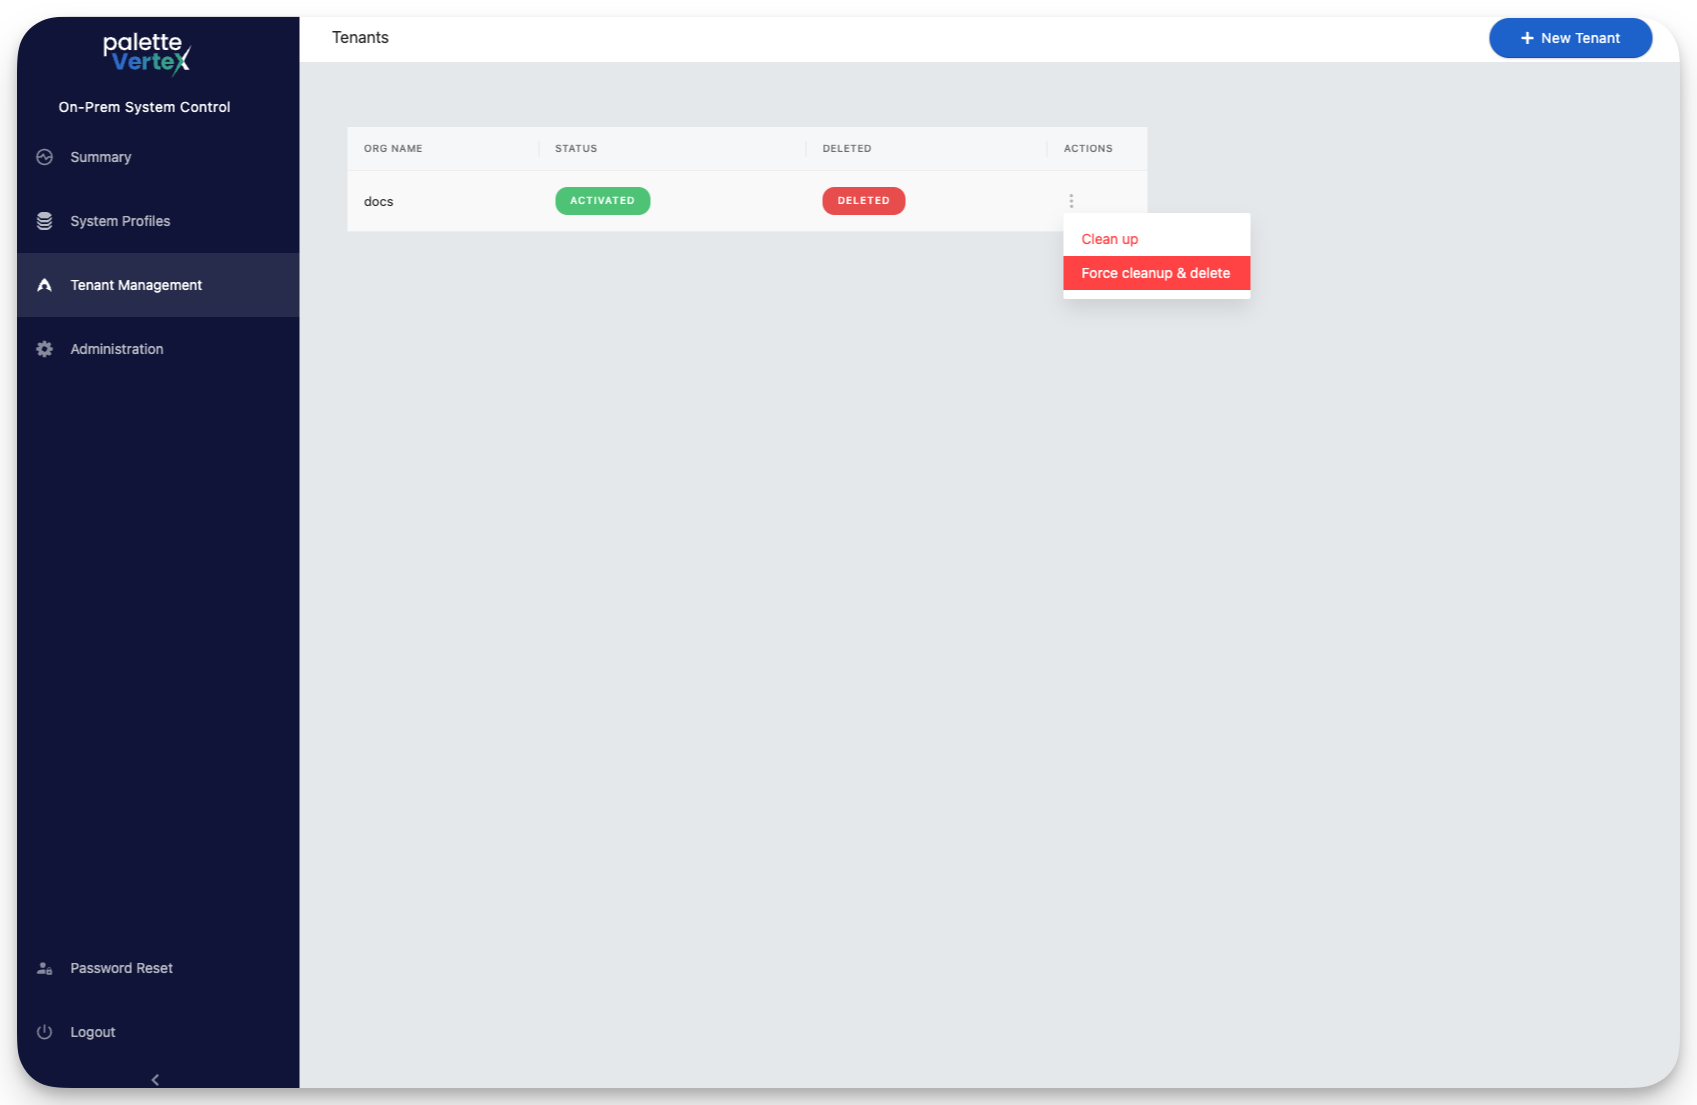 palette
VerteX
On-Prem System Control
Summary
System Profiles
Tenant Management
Administration
Password Reset
Logout
Tenants
New Tenant
ORG NAME STATUS DELETED ACTIONS
docs ACTIVATED DELETED
Clean up
Force cleanup & delete